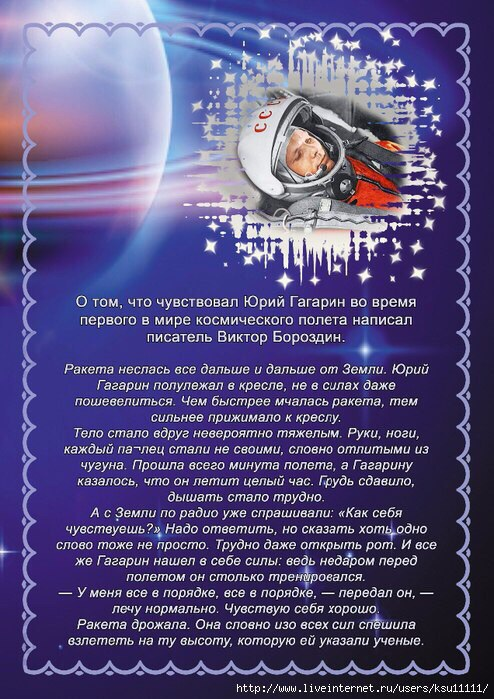 СССР
О том, что чувствовал Юрий Гагарин во время
первого в мире космического полета написал
писатель Виктор Бороздин.
Ракета неслась все дальше и дальше от Земли. Юрий
Гагарин полулежал в кресле, не в силах даже
пошевелиться. Чем быстрее мчалась ракета, тем
сильнее прижимало к креслу.
Тело стало вдруг невероятно тяжелым. Руки, ноги,
каждый па¬лец стали не своими, словно отлитыми из
чугуна. Прошла всего минута полета, а Гагарину
казалось, что он летит целый час. Грудь сдавило,
дышать стало трудно.
А с Земли по радио уже спрашивали: «Как себя
чувствуешь?» Надо ответить, но сказать хоть одно
слово тоже не просто. Трудно даже открыть рот. И все
же Гагарин нашел в себе силы: ведь недаром перед
полетом он столько тренировался.
— У меня все в порядке, все в порядке, — передал он, —
лечу нормально. Чувствую себя хорошо.
Ракета дрожала. Она словно изо всех сил спешила
взлететь на ту высоту, которую ей указали ученые.
http://www.liveinternet.ru/users/ksu11111/